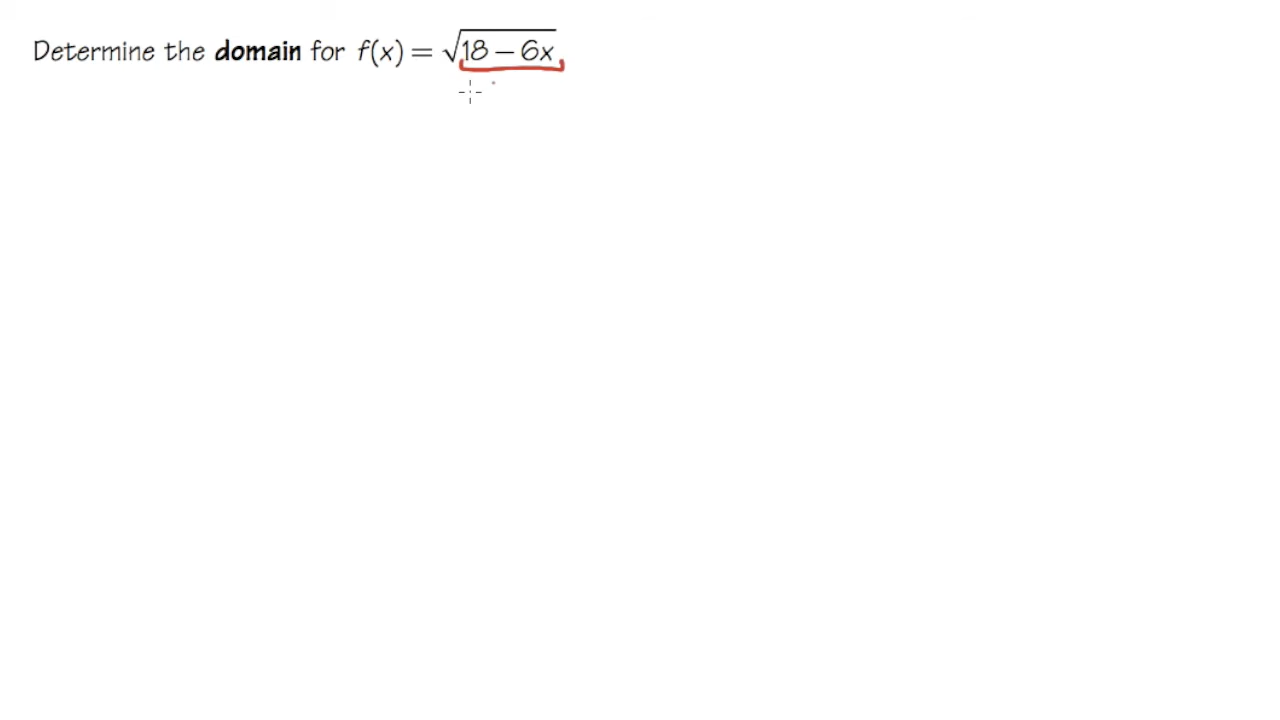 Determine the domain for f(x) = √18 − 6x